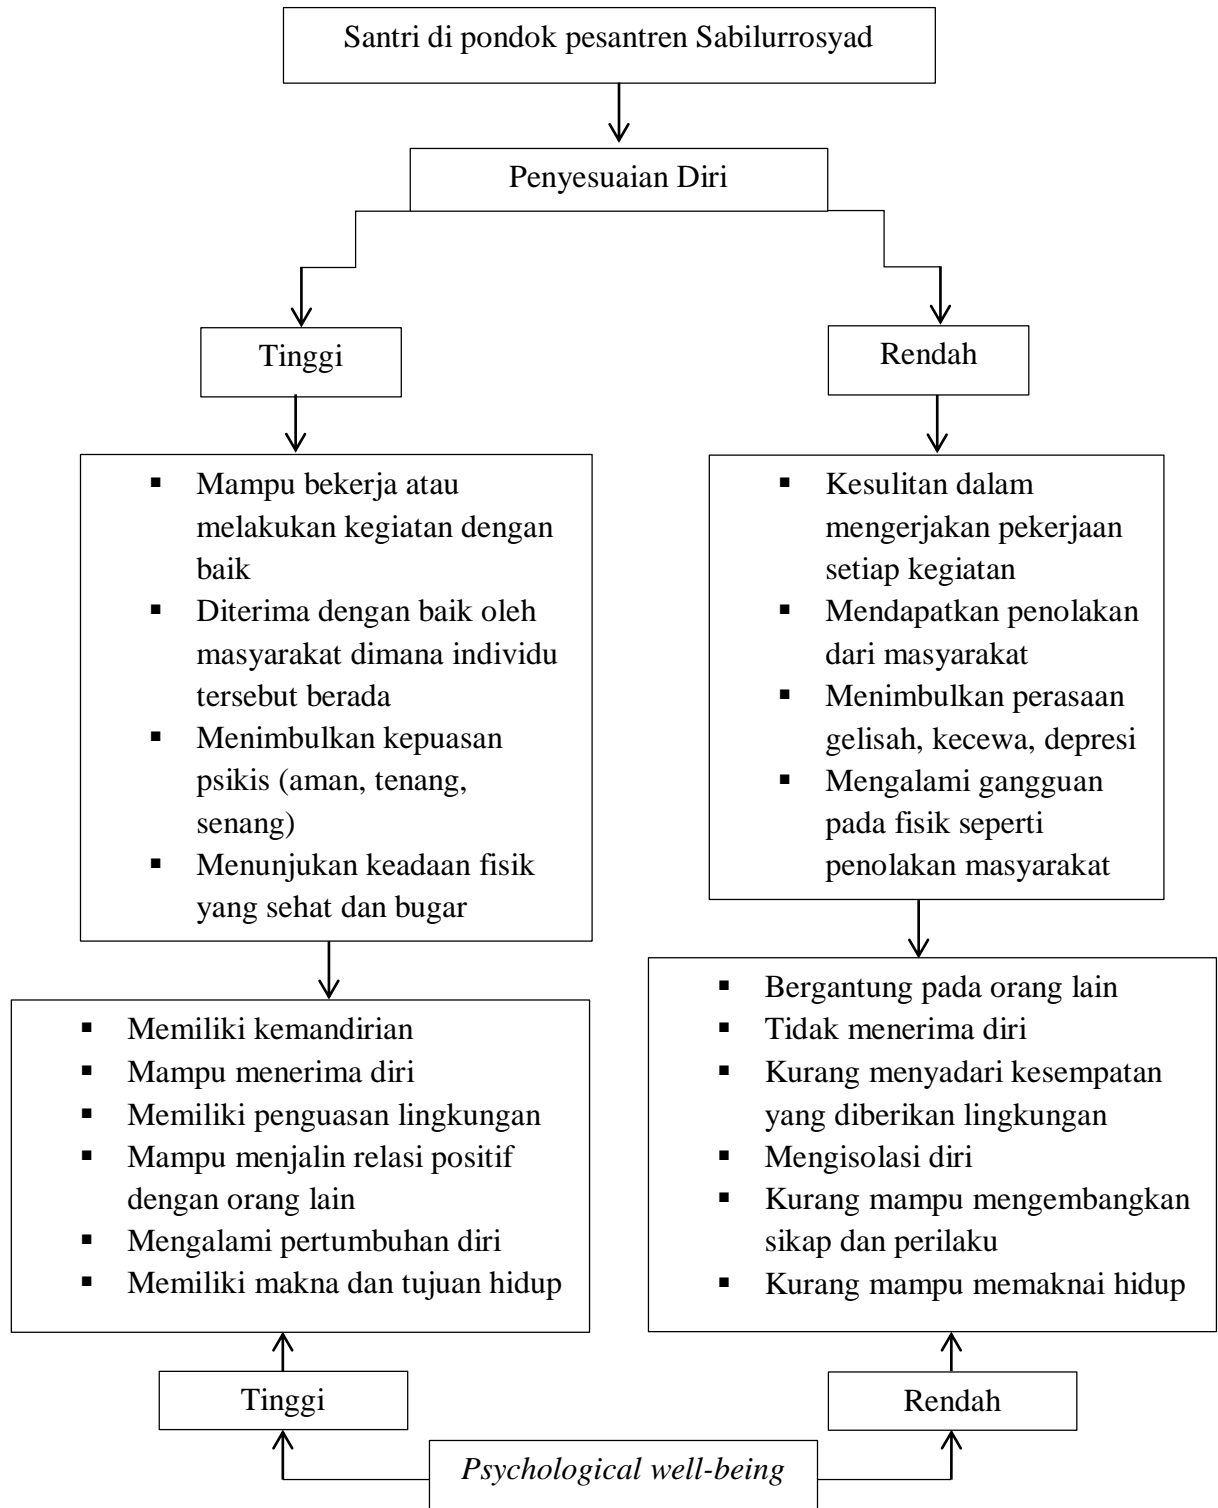 Santri di pondok pesantren Sabilurrosyad
Penyesuaian Diri
Tinggi
Rendah
▪ Mampu bekerja atau
melakukan kegiatan dengan
baik
▪ Diterima dengan baik oleh
masyarakat dimana individu
tersebut berada
▪ Menimbulkan kepuasan
psikis (aman, tenang,
senang)
▪ Menunjukan keadaan fisik
yang sehat dan bugar
▪ Kesulitan dalam
mengerjakan pekerjaan
setiap kegiatan
▪ Mendapatkan penolakan
dari masyarakat
▪ Menimbulkan perasaan
gelisah, kecewa, depresi
▪ Mengalami gangguan
pada fisik seperti
penolakan masyarakat
▪ Memiliki kemandirian
▪ Mampu menerima diri
▪ Memiliki penguasan lingkungan
▪ Mampu menjalin relasi positif
dengan orang lain
▪ Mengalami pertumbuhan diri
▪ Memiliki makna dan tujuan hidup
▪ Bergantung pada orang lain
▪ Tidak menerima diri
▪ Kurang menyadari kesempatan
yang diberikan lingkungan
▪ Mengisolasi diri
▪ Kurang mampu mengembangkan
sikap dan perilaku
▪ Kurang mampu memaknai hidup
Tinggi
Rendah
Psychological well-being